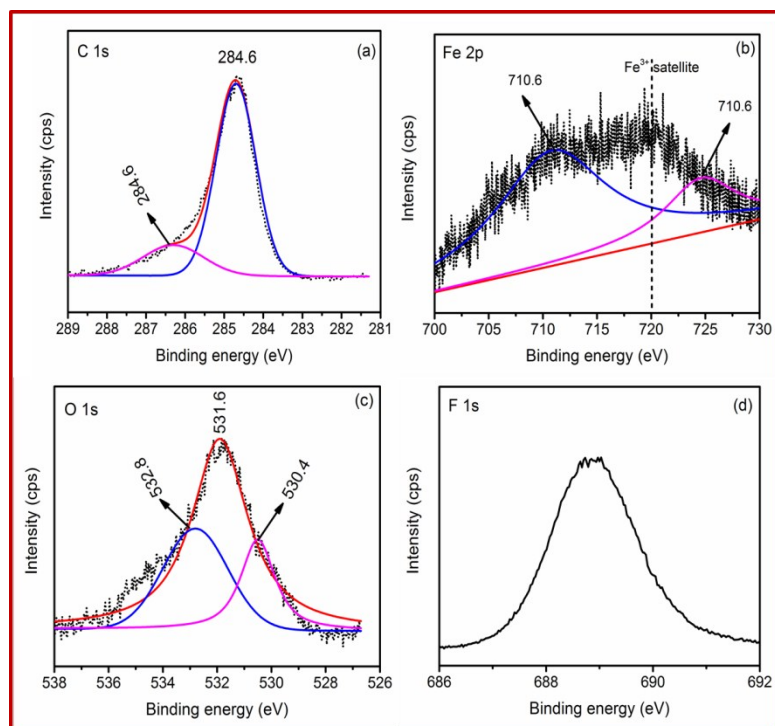 C 1s
284.6
(a)
284.6
Intensity (cps)
289 288 287 286 285 284 283 282 281
Binding energy (eV)
Fe 2p
(b)
Fe³⁺ satellite
710.6
710.6
Intensity (cps)
700 705 710 715 720 725 730
Binding energy (eV)
O 1s
531.6
(c)
532.8
530.4
Intensity (cps)
538 536 534 532 530 528 526
Binding energy (eV)
F 1s
(d)
Intensity (cps)
686 688 690 692
Binding energy (eV)